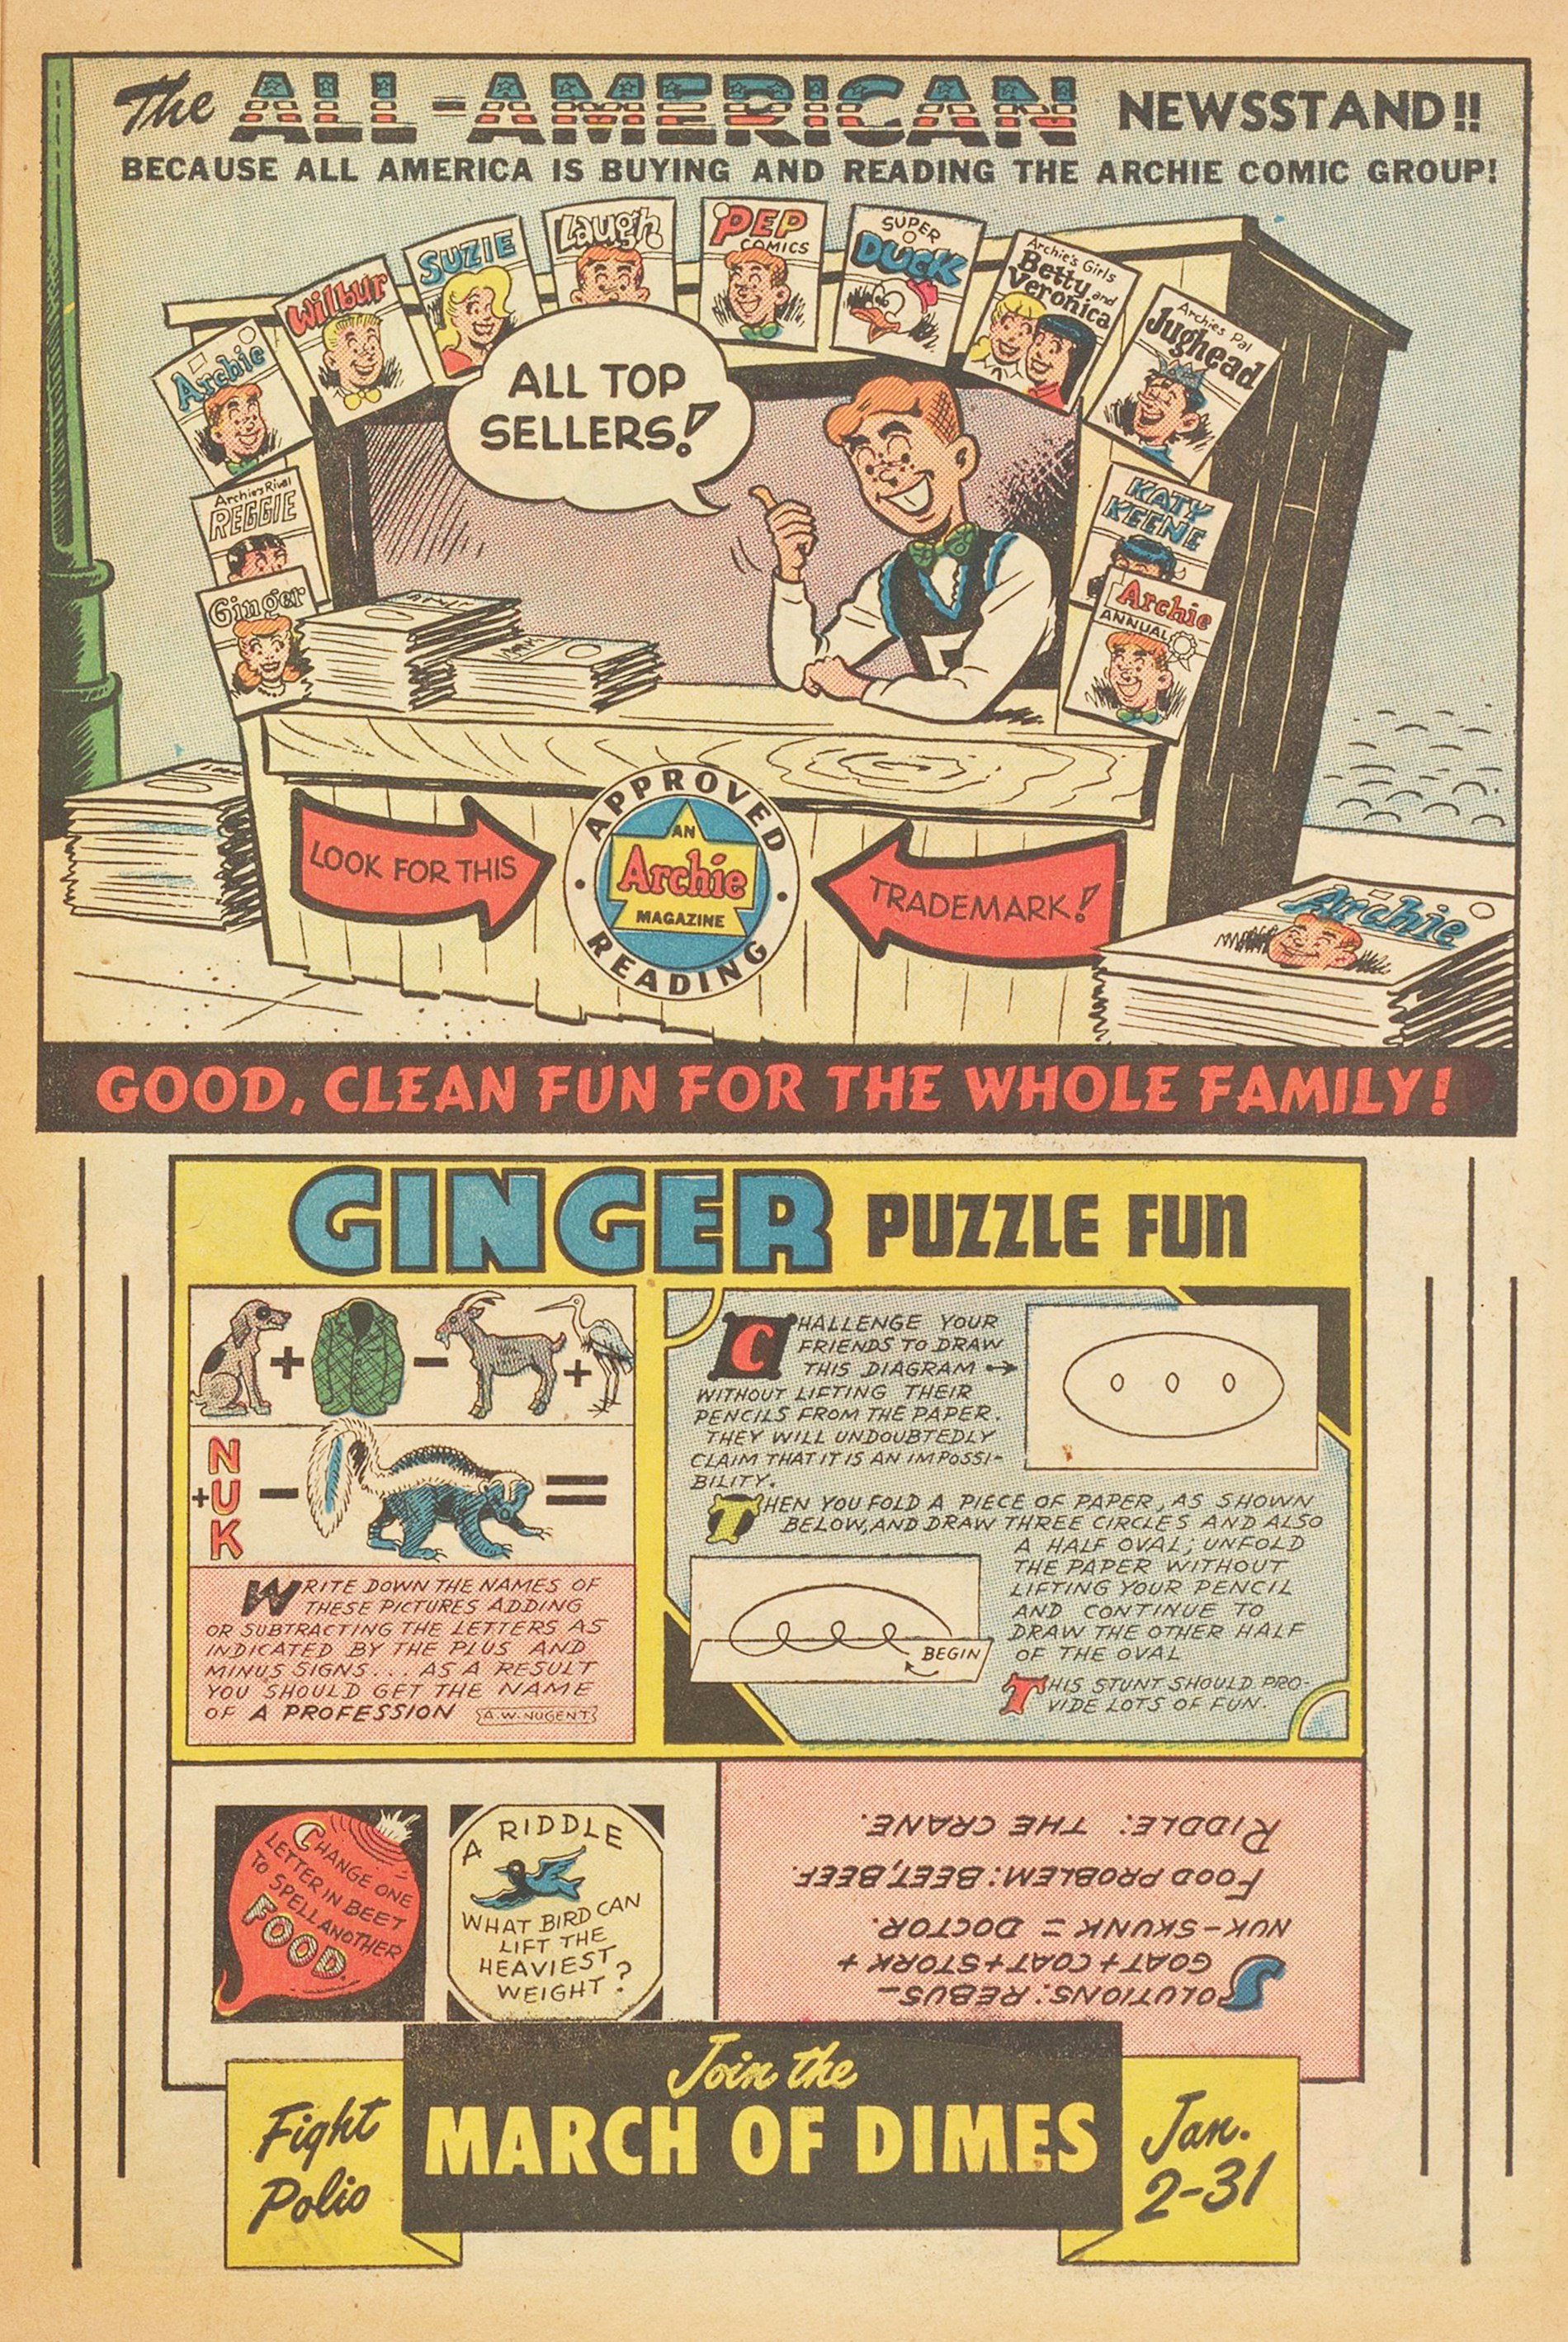 The ALL-AMERICAN NEWSSTAND!!
BECAUSE ALL AMERICA IS BUYING AND READING THE ARCHIE COMIC GROUP!
Archie
Wilbur
SUZIE
Laugh
PEP
COMICS
SUPER
DUCK
Archie's Girls
Betty and
Veronica
Archies Pal
Jughead
Archie's Rival
REGGIE
Ginger
KATY
KEENE
Archie
ANNUAL
ALL TOP
SELLERS!
LOOK FOR THIS
APPROVED
AN
Archie
MAGAZINE
READING
TRADEMARK!
Archie
GOOD, CLEAN FUN FOR THE WHOLE FAMILY!
GINGER PUZZLE FUN
+ - +
+NUK - =
WRITE DOWN THE NAMES OF
THESE PICTURES ADDING
OR SUBTRACTING THE LETTERS AS
INDICATED BY THE PLUS AND
MINUS SIGNS... AS A RESULT
YOU SHOULD GET THE NAME
OF A PROFESSION A.W. NUGENT
CHALLENGE YOUR
FRIENDS TO DRAW
THIS DIAGRAM →
WITHOUT LIFTING THEIR
PENCILS FROM THE PAPER.
THEY WILL UNDOUBTEDLY
CLAIM THAT IT IS AN IMPOSSI-
BILITY.
THEN YOU FOLD A PIECE OF PAPER, AS SHOWN
BELOW, AND DRAW THREE CIRCLES AND ALSO
A HALF OVAL; UNFOLD
THE PAPER WITHOUT
LIFTING YOUR PENCIL
AND CONTINUE TO
DRAW THE OTHER HALF
OF THE OVAL
BEGIN
THIS STUNT SHOULD PRO-
VIDE LOTS OF FUN.
CHANGE ONE
LETTER IN BEET
TO SPELL ANOTHER
FOOD.
A RIDDLE
WHAT BIRD CAN
LIFT THE
HEAVIEST
WEIGHT?
SOLUTIONS: REBUS-
GOAT+COAT+STORK+
NUK-SKUNK = DOCTOR.
FOOD PROBLEM: BEET, BEEF.
RIDDLE: THE CRANE.
Join the
MARCH OF DIMES
Fight
Polio
Jan.
2-31